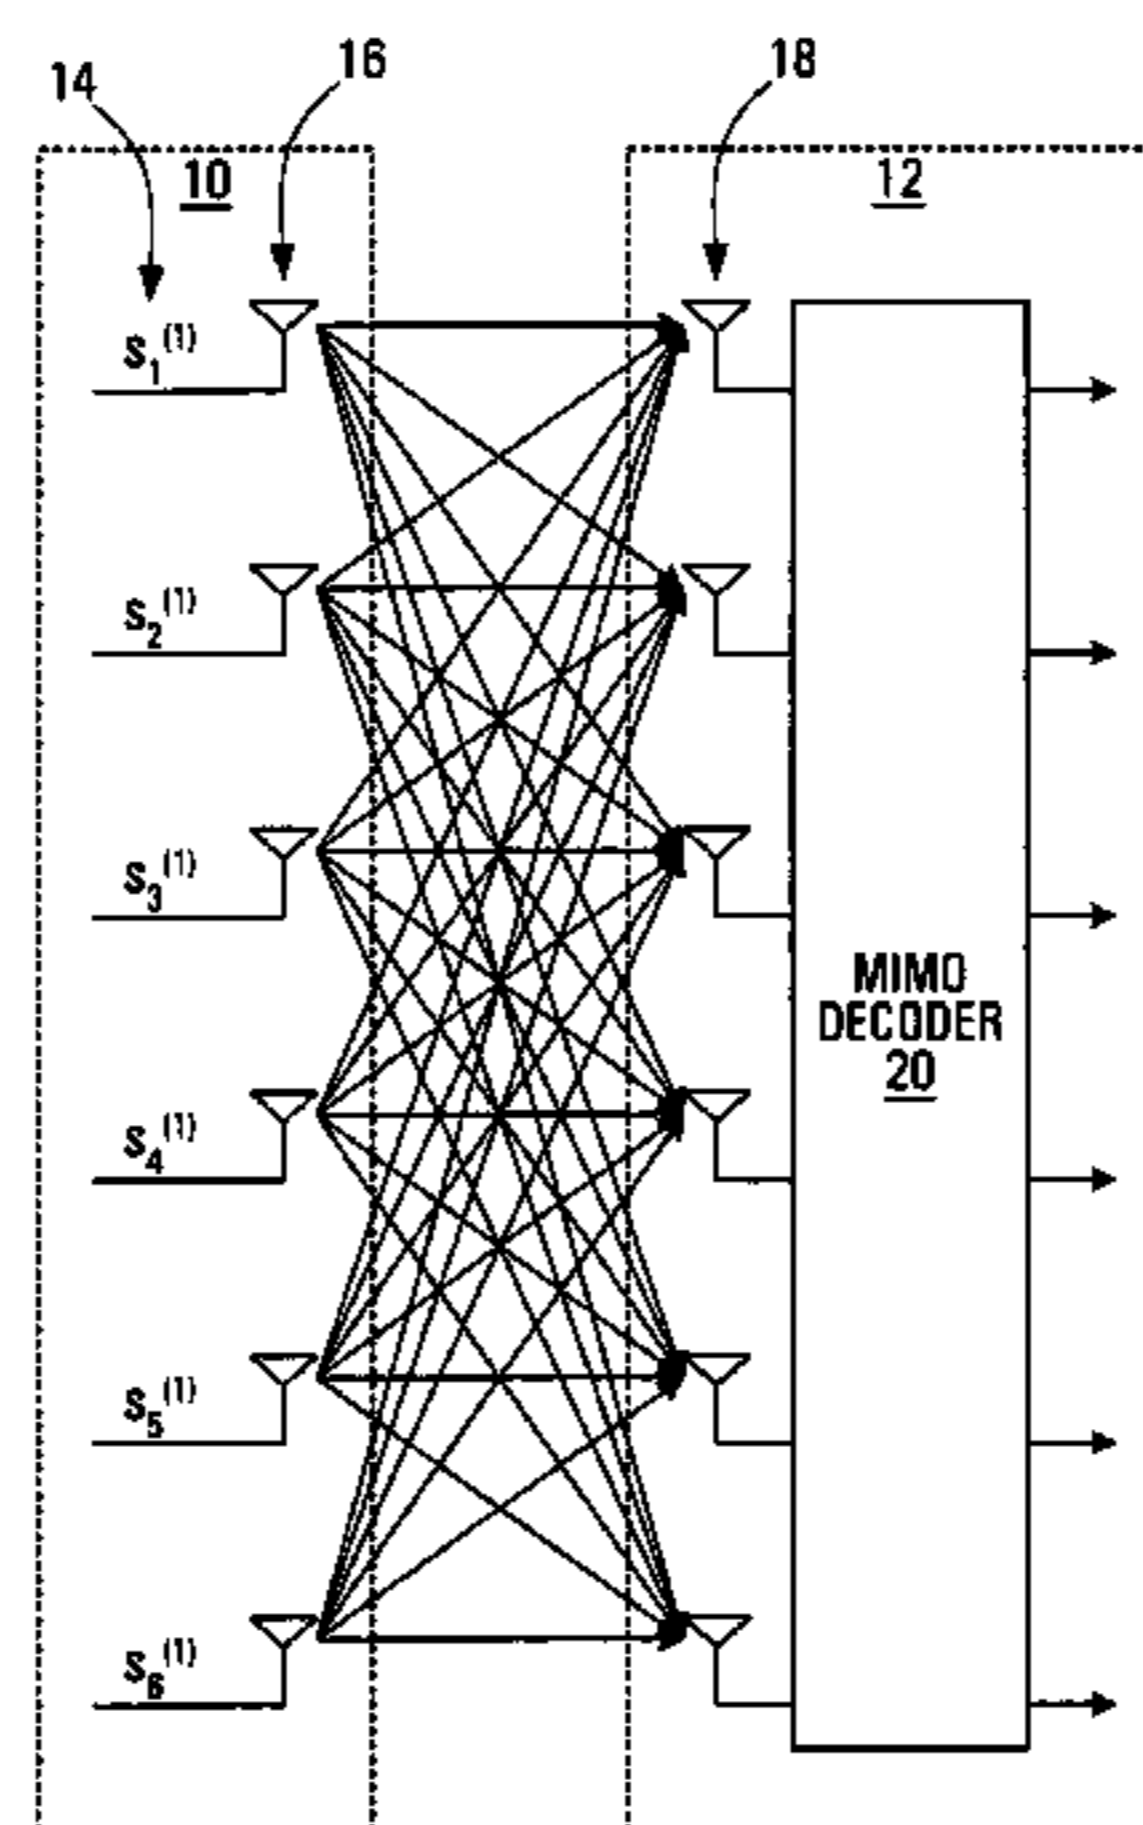 14
16
18
10
12
S₁⁽¹⁾
S₂⁽¹⁾
S₃⁽¹⁾
S₄⁽¹⁾
S₅⁽¹⁾
S₆⁽¹⁾
MIMO
DECODER
20